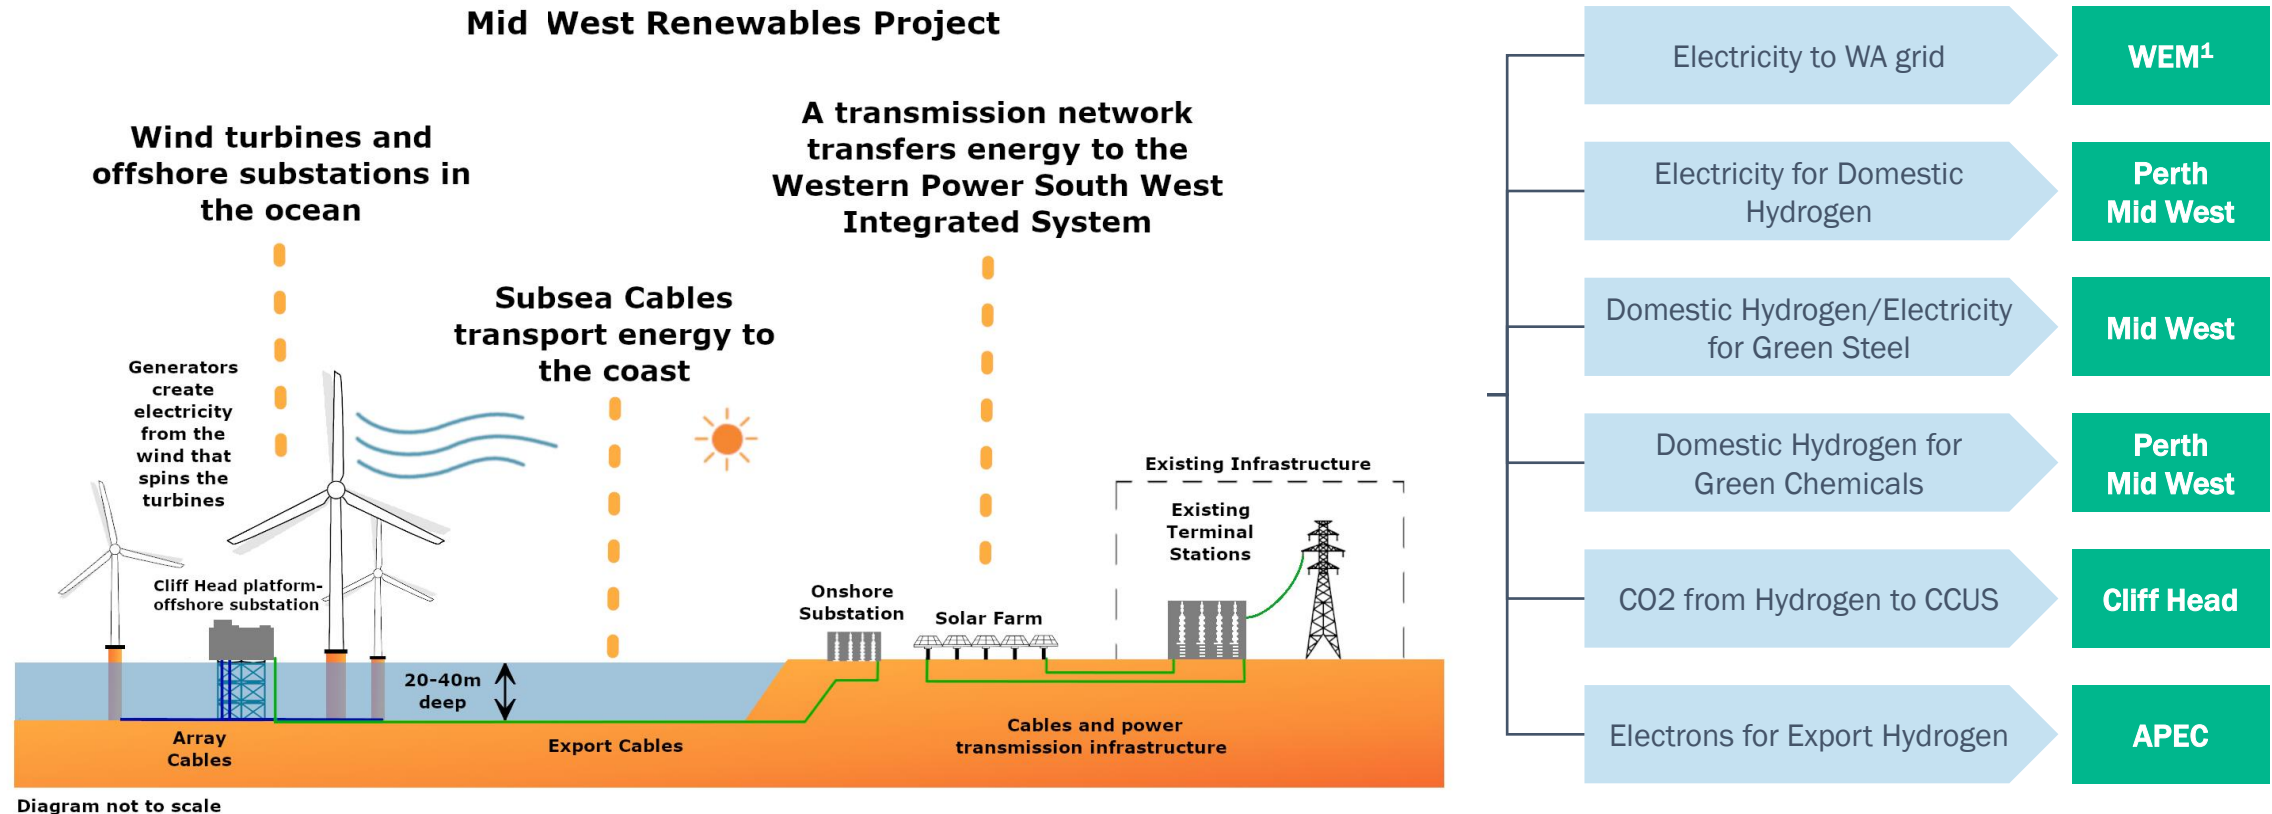 Mid West Renewables Project
Wind turbines and
offshore substations in
the ocean
A transmission network
transfers energy to the
Western Power South West
Integrated System
Subsea Cables
transport energy to
the coast
Generators
create
electricity
from the
wind that
spins the
turbines
Cliff Head platform-
offshore substation
20-40m
deep
Onshore
Substation
Solar Farm
Existing Infrastructure
Existing
Terminal
Stations
Array
Cables
Export Cables
Cables and power
transmission infrastructure
Diagram not to scale
Electricity to WA grid
WEM¹
Electricity for Domestic
Hydrogen
Perth
Mid West
Domestic Hydrogen/Electricity
for Green Steel
Mid West
Domestic Hydrogen for
Green Chemicals
Perth
Mid West
CO2 from Hydrogen to CCUS
Cliff Head
Electrons for Export Hydrogen
APEC